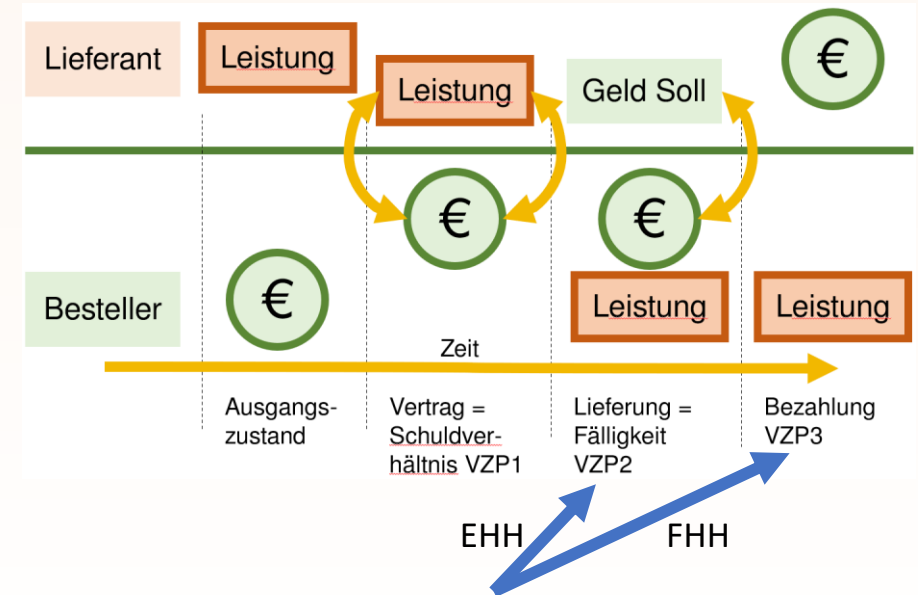 Lieferant
Leistung
Leistung
Geld Soll
€
€
€
Besteller
€
Leistung
Leistung
Zeit
Ausgangs-
zustand
Vertrag =
Schuldver-
hältnis VZP1
Lieferung =
Fälligkeit
VZP2
Bezahlung
VZP3
EHH
FHH